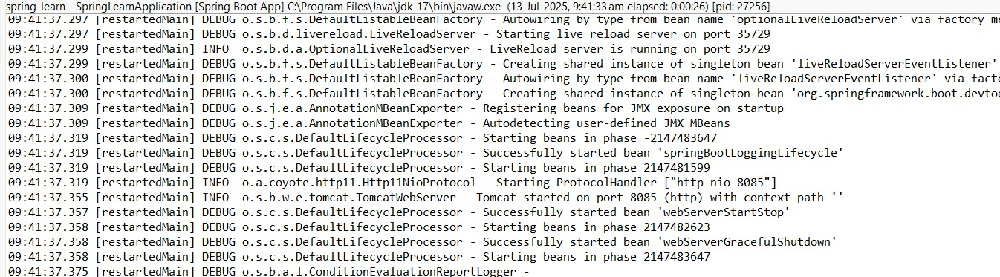 spring-learn - SpringLearnApplication [Spring Boot App] C:\Program Files\Java\jdk-17\bin\javaw.exe (13-Jul-2025, 9:41:33 am elapsed: 0:00:26) [pid: 27256]
09:41:37.297 [restartedMain] DEBUG o.s.b.f.s.DefaultListableBeanFactory - Autowiring by type from bean name 'optionalLiveReloadServer' via factory me
09:41:37.297 [restartedMain] DEBUG o.s.b.d.livereload.LiveReloadServer - Starting live reload server on port 35729
09:41:37.299 [restartedMain] INFO  o.s.b.d.a.OptionalLiveReloadServer - LiveReload server is running on port 35729
09:41:37.299 [restartedMain] DEBUG o.s.b.f.s.DefaultListableBeanFactory - Creating shared instance of singleton bean 'liveReloadServerEventListener'
09:41:37.300 [restartedMain] DEBUG o.s.b.f.s.DefaultListableBeanFactory - Autowiring by type from bean name 'liveReloadServerEventListener' via facto
09:41:37.300 [restartedMain] DEBUG o.s.b.f.s.DefaultListableBeanFactory - Creating shared instance of singleton bean 'org.springframework.boot.devtoo
09:41:37.309 [restartedMain] DEBUG o.s.j.e.a.AnnotationMBeanExporter - Registering beans for JMX exposure on startup
09:41:37.309 [restartedMain] DEBUG o.s.j.e.a.AnnotationMBeanExporter - Autodetecting user-defined JMX MBeans
09:41:37.319 [restartedMain] DEBUG o.s.c.s.DefaultLifecycleProcessor - Starting beans in phase -2147483647
09:41:37.319 [restartedMain] DEBUG o.s.c.s.DefaultLifecycleProcessor - Successfully started bean 'springBootLoggingLifecycle'
09:41:37.319 [restartedMain] DEBUG o.s.c.s.DefaultLifecycleProcessor - Starting beans in phase 2147481599
09:41:37.319 [restartedMain] INFO  o.a.coyote.http11.Http11NioProtocol - Starting ProtocolHandler ["http-nio-8085"]
09:41:37.355 [restartedMain] INFO  o.s.b.w.e.tomcat.TomcatWebServer - Tomcat started on port 8085 (http) with context path ''
09:41:37.357 [restartedMain] DEBUG o.s.c.s.DefaultLifecycleProcessor - Successfully started bean 'webServerStartStop'
09:41:37.358 [restartedMain] DEBUG o.s.c.s.DefaultLifecycleProcessor - Starting beans in phase 2147482623
09:41:37.358 [restartedMain] DEBUG o.s.c.s.DefaultLifecycleProcessor - Successfully started bean 'webServerGracefulShutdown'
09:41:37.358 [restartedMain] DEBUG o.s.c.s.DefaultLifecycleProcessor - Starting beans in phase 2147483647
09:41:37.375 [restartedMain] DEBUG o.s.b.a.l.ConditionEvaluationReportLogger -